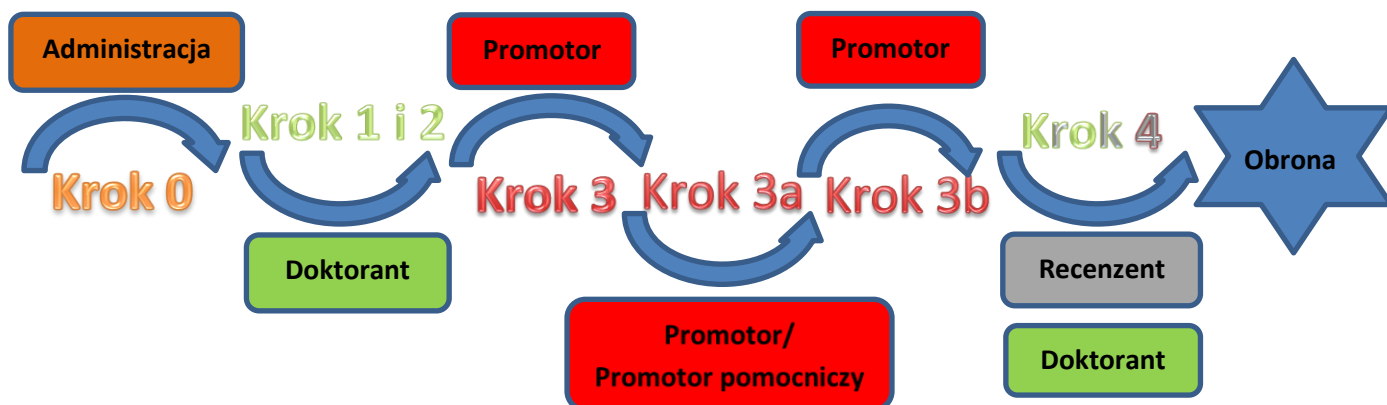 Administracja
Krok 0
Krok 1 i 2
Doktorant
Promotor
Krok 3
Krok 3a
Promotor/
Promotor pomocniczy
Promotor
Krok 3b
Krok 4
Recenzent
Doktorant
Obrona